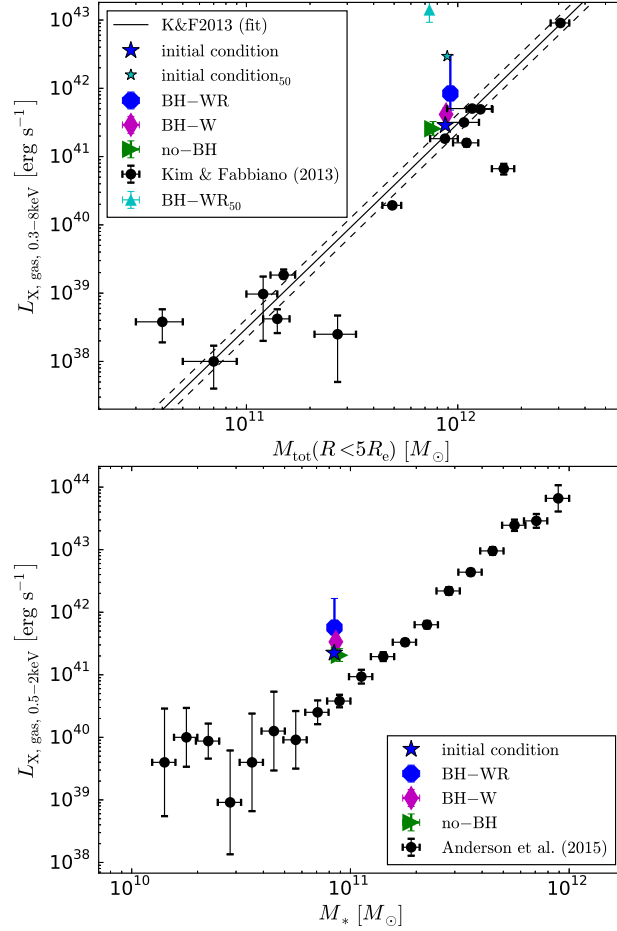 10^43
10^42
10^41
10^40
10^39
10^38
L_X, gas, 0.3−8keV [erg s^−1]
K&F2013 (fit)
initial condition
initial condition_50
BH−WR
BH−W
no−BH
Kim & Fabbiano (2013)
BH−WR_50
10^11 10^12
M_tot(R<5R_e) [M_⊙]
10^44
10^43
10^42
10^41
10^40
10^39
10^38
L_X, gas, 0.5−2keV [erg s^−1]
initial condition
BH−WR
BH−W
no−BH
Anderson et al. (2015)
10^10 10^11 10^12
M_* [M_⊙]